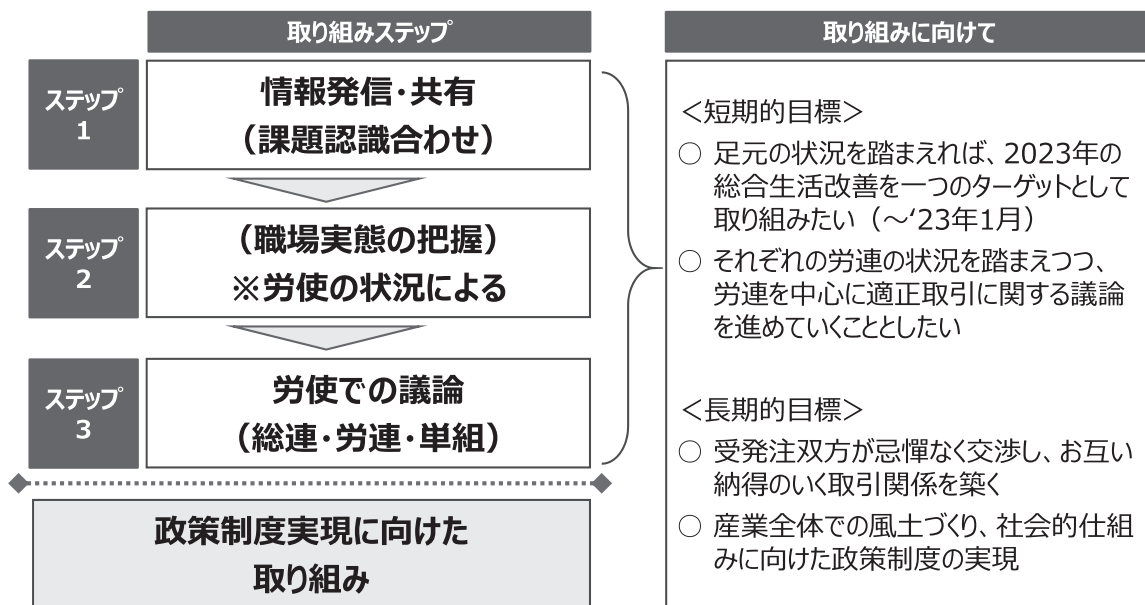 取り組みステップ
ステップ
1
情報発信・共有
（課題認識合わせ）
ステップ
2
（職場実態の把握）
※労使の状況による
ステップ
3
労使での議論
（総連・労連・単組）
政策制度実現に向けた
取り組み
取り組みに向けて
＜短期的目標＞
○ 足元の状況を踏まえれば、2023年の
総合生活改善を一つのターゲットとして
取り組みたい（～‘23年1月）
○ それぞれの労連の状況を踏まえつつ、
労連を中心に適正取引に関する議論
を進めていくこととしたい
＜長期的目標＞
○ 受発注双方が忌憚なく交渉し、お互い
納得のいく取引関係を築く
○ 産業全体での風土づくり、社会的仕組
みに向けた政策制度の実現